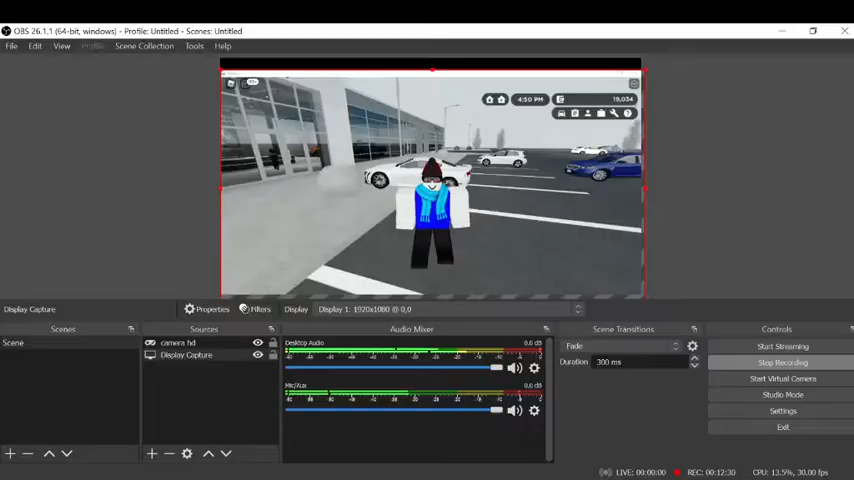 OBS 26.1.1 (64-bit, windows) - Profile: Untitled - Scenes: Untitled
File Edit View Profile Scene Collection Tools Help
4:50 PM 19,034
Display Capture Properties Filters Display Display 1: 1920x1080 @ 0,0
Scenes Sources Audio Mixer Scene Transitions Controls
Scene
camera hd
Display Capture
Desktop Audio 0.0 dB
Mic/Aux 0.0 dB
Fade
Duration 300 ms
Start Streaming
Stop Recording
Start Virtual Camera
Studio Mode
Settings
Exit
LIVE: 00:00:00 REC: 00:12:30 CPU: 13.5%, 30.00 fps